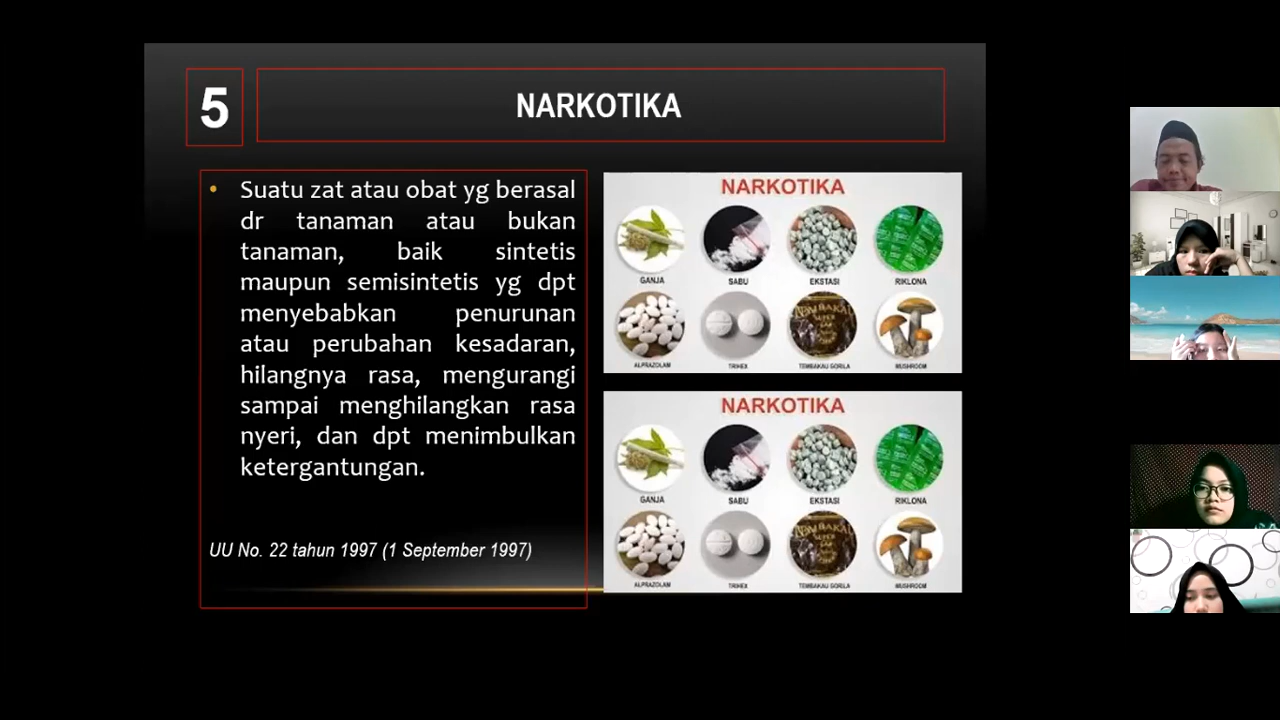 5
NARKOTIKA
• Suatu zat atau obat yg berasal
dr tanaman atau bukan
tanaman, baik sintetis
maupun semisintetis yg dpt
menyebabkan penurunan
atau perubahan kesadaran,
hilangnya rasa, mengurangi
sampai menghilangkan rasa
nyeri, dan dpt menimbulkan
ketergantungan.
UU No. 22 tahun 1997 (1 September 1997)
NARKOTIKA
GANJA SABU EKSTASI RIKLONA
ALPRAZOLAM TRIHEX TEMBAKAU GORILA MUSHROOM
NARKOTIKA
GANJA SABU EKSTASI RIKLONA
ALPRAZOLAM TRIHEX TEMBAKAU GORILA MUSHROOM